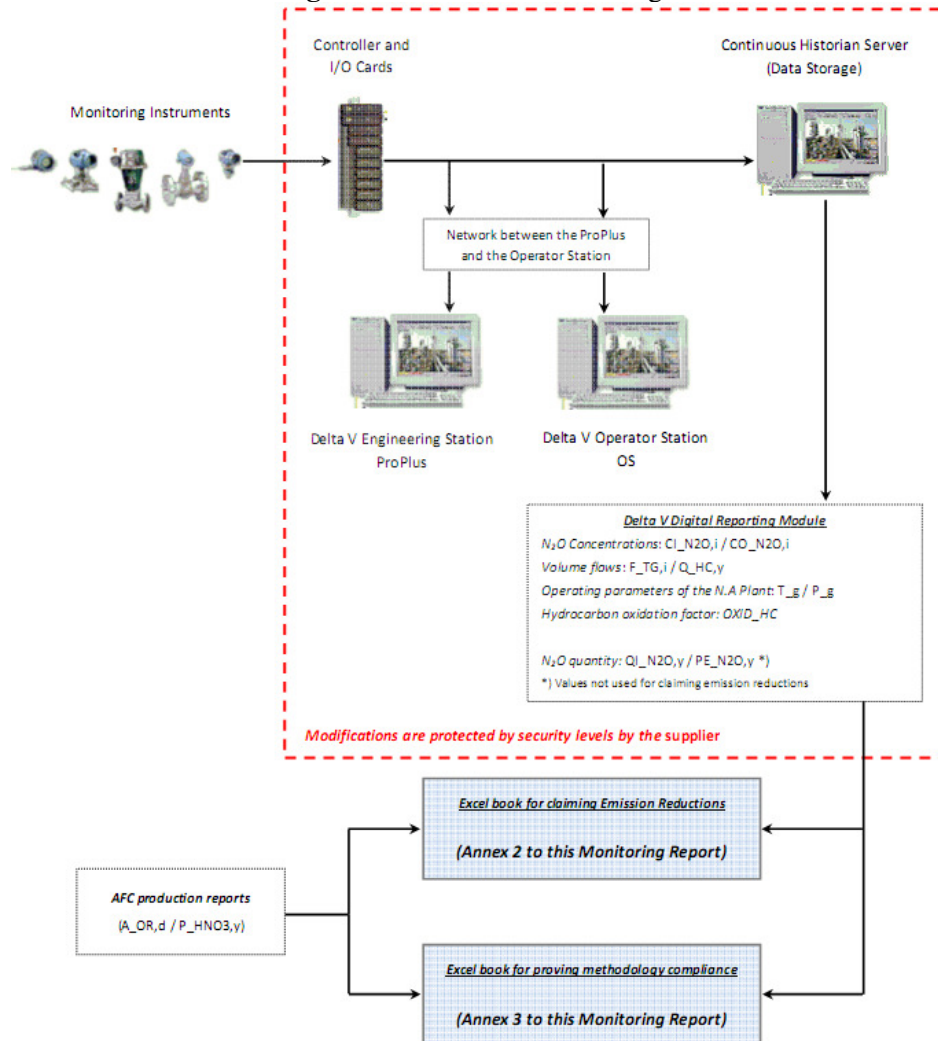 Controller and
I/O Cards
Continuous Historian Server
(Data Storage)
Monitoring Instruments
Network between the ProPlus
and the Operator Station
Delta V Engineering Station
ProPlus
Delta V Operator Station
OS
Delta V Digital Reporting Module
N₂O Concentrations: CI_N2O,i / CO_N2O,i
Volume flows: F_TG,i / Q_HC,y
Operating parameters of the N.A Plant: T_g / P_g
Hydrocarbon oxidation factor: OXID_HC
N₂O quantity: QI_N2O,y / PE_N2O,y *)
*) Values not used for claiming emission reductions
Modifications are protected by security levels by the supplier
Excel book for claiming Emission Reductions
(Annex 2 to this Monitoring Report)
AFC production reports
(A_OR,d / P_HNO3,y)
Excel book for proving methodology compliance
(Annex 3 to this Monitoring Report)